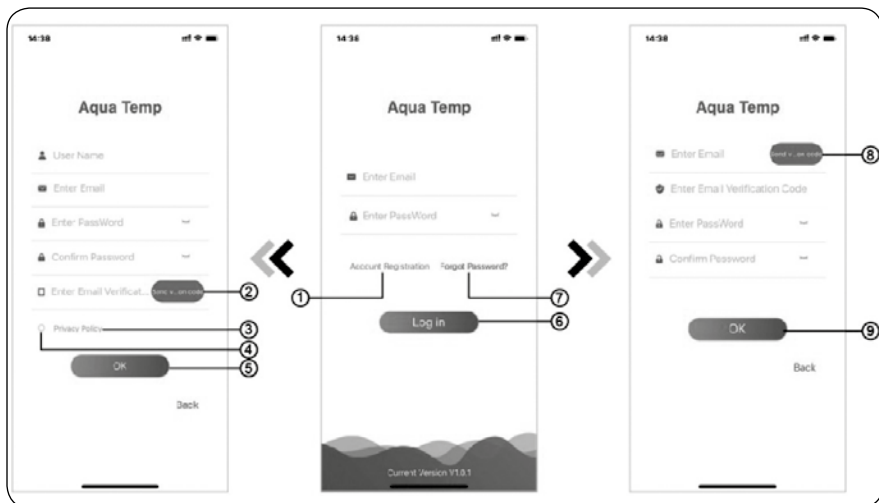 14:38
Aqua Temp
User Name
Enter Email
Enter PassWord
Confirm Password
Enter Email Verificat...
②
Privacy Policy
③
④
OK
⑤
Back
14:38
Aqua Temp
Enter Email
Enter PassWord
Account Registration Forgot Password?
① ⑦
Log in
⑥
Current Version V1.0.1
14:38
Aqua Temp
Enter Email
⑧
Enter Email Verification Code
Enter PassWord
Confirm Password
OK
⑨
Back